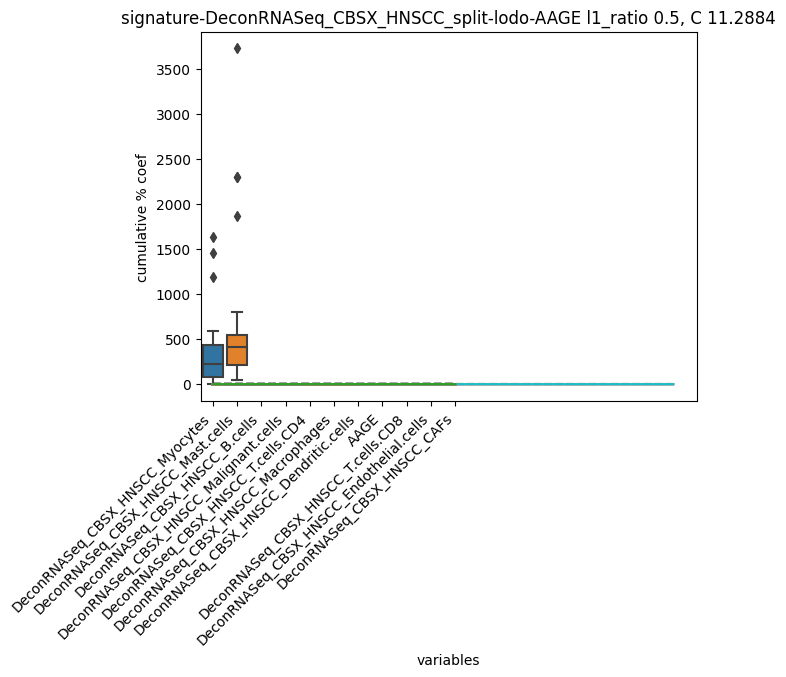 signature-DeconRNASeq_CBSX_HNSCC_split-lodo-AAGE l1_ratio 0.5, C 11.2884
cumulative % coef
3500
3000
2500
2000
1500
1000
500
0
DeconRNASeq_CBSX_HNSCC_Myocytes
DeconRNASeq_CBSX_HNSCC_Mast.cells
DeconRNASeq_CBSX_HNSCC_B.cells
DeconRNASeq_CBSX_HNSCC_Malignant.cells
DeconRNASeq_CBSX_HNSCC_T.cells.CD4
DeconRNASeq_CBSX_HNSCC_Macrophages
DeconRNASeq_CBSX_HNSCC_Dendritic.cells
AAGE
DeconRNASeq_CBSX_HNSCC_T.cells.CD8
DeconRNASeq_CBSX_HNSCC_Endothelial.cells
DeconRNASeq_CBSX_HNSCC_CAFs
variables